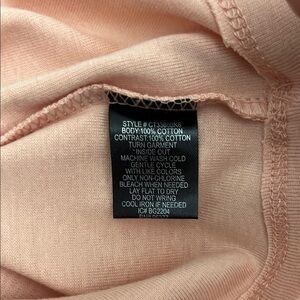 STYLE #
BODY:100% COTTON
CONTRAST:100% COTTON
TURN GARMENT
"INSIDE OUT
MACHINE WASH COLD
GENTLE CYCLE
WITH LIKE COLORS
ONLY NON-CHLORINE
BLEACH WHEN NEEDED
LAY FLAT TO DRY
DO NOT WRING
COOL IRON IF NEEDED
IC# BG2204